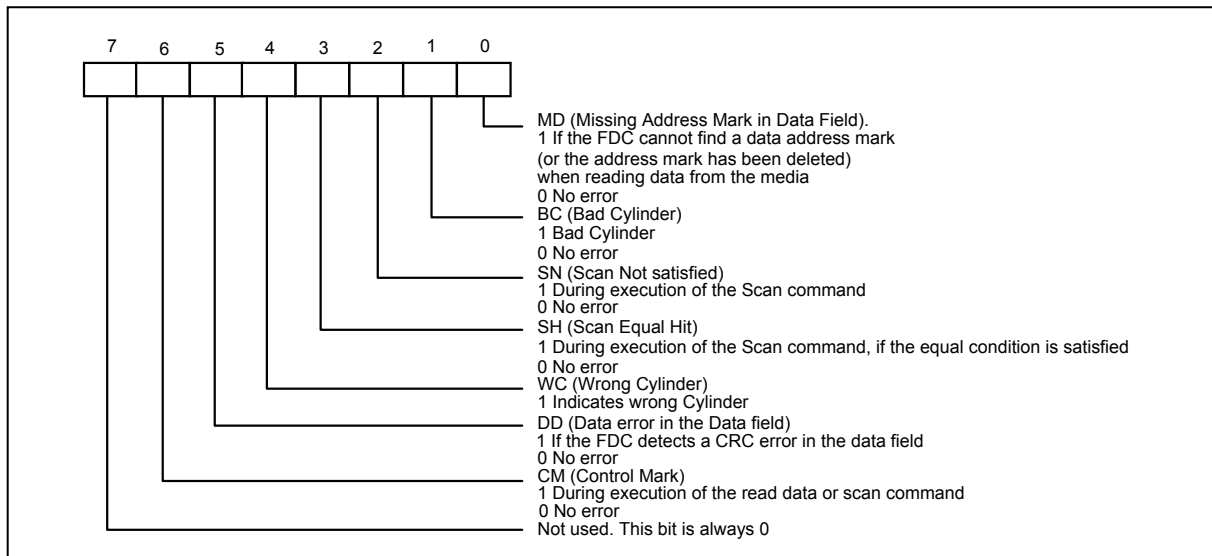 7 6 5 4 3 2 1 0
MD (Missing Address Mark in Data Field).
1 If the FDC cannot find a data address mark
(or the address mark has been deleted)
when reading data from the media
0 No error
BC (Bad Cylinder)
1 Bad Cylinder
0 No error
SN (Scan Not satisfied)
1 During execution of the Scan command
0 No error
SH (Scan Equal Hit)
1 During execution of the Scan command, if the equal condition is satisfied
0 No error
WC (Wrong Cylinder)
1 Indicates wrong Cylinder
DD (Data error in the Data field)
1 If the FDC detects a CRC error in the data field
0 No error
CM (Control Mark)
1 During execution of the read data or scan command
0 No error
Not used. This bit is always 0